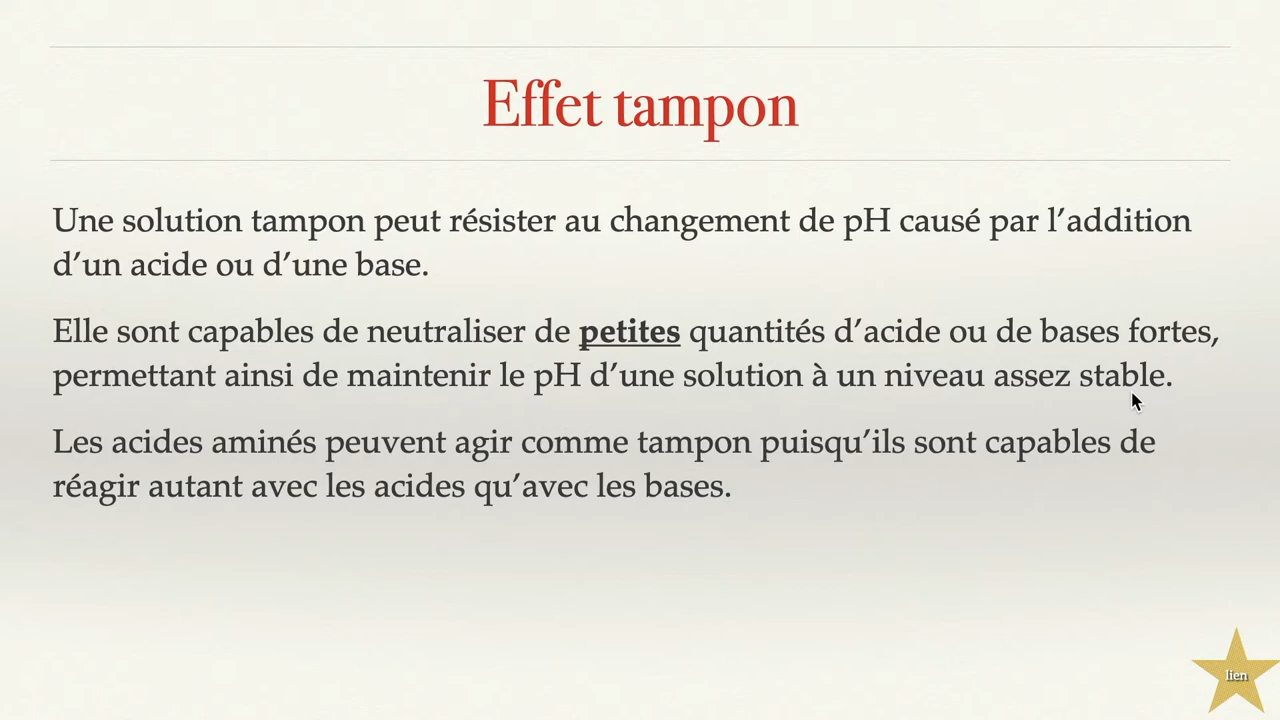 Effet tampon
Une solution tampon peut résister au changement de pH causé par l’addition
d’un acide ou d’une base.
Elle sont capables de neutraliser de petites quantités d’acide ou de bases fortes,
permettant ainsi de maintenir le pH d’une solution à un niveau assez stable.
Les acides aminés peuvent agir comme tampon puisqu’ils sont capables de
réagir autant avec les acides qu’avec les bases.
lien